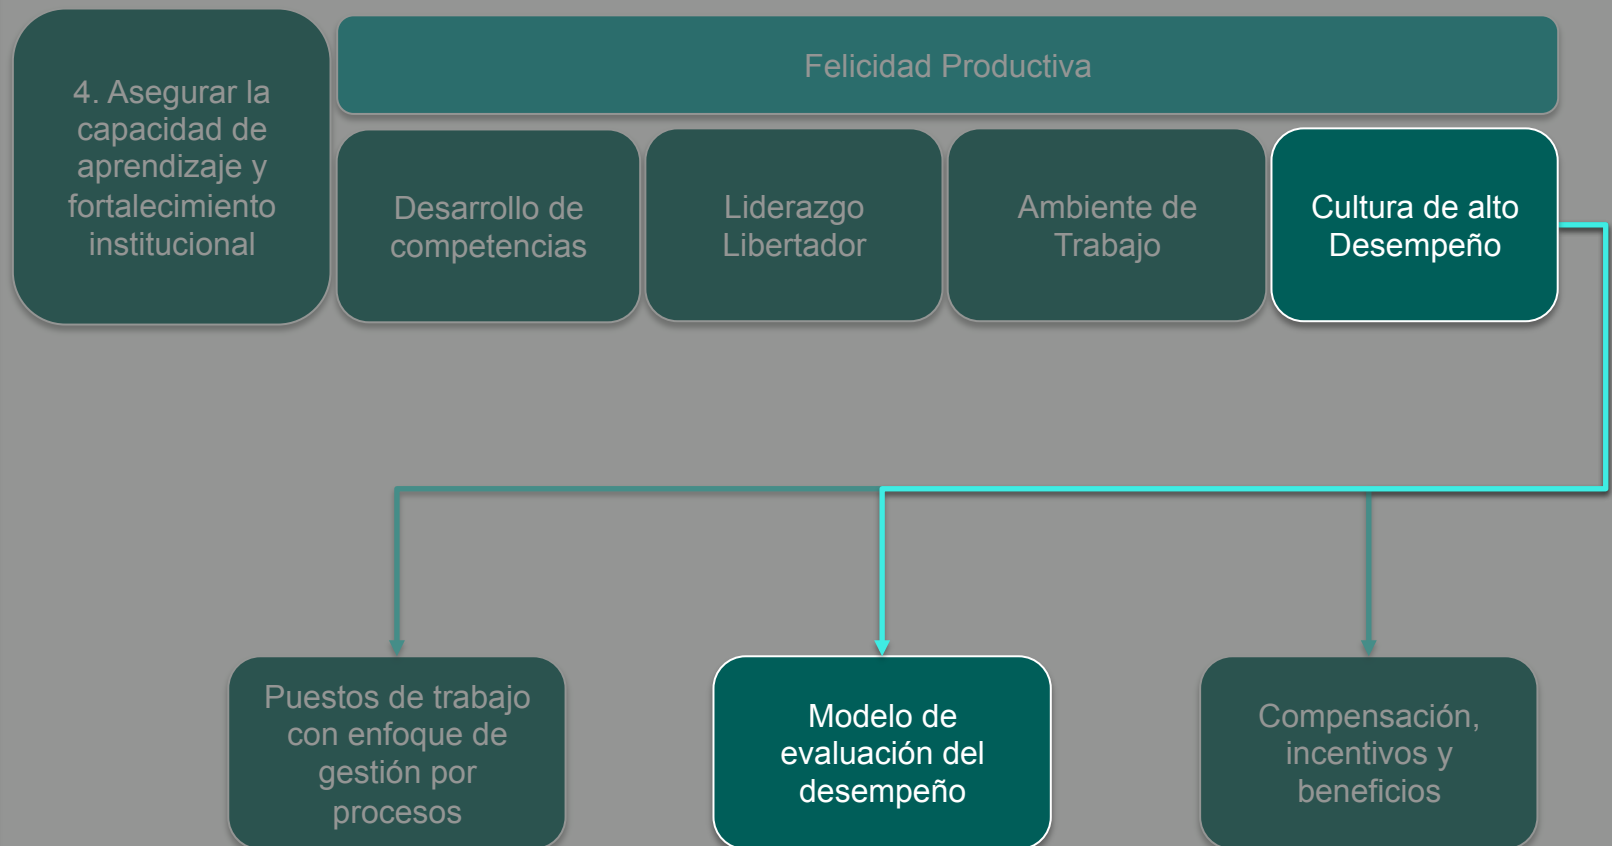 4. Asegurar la
capacidad de
aprendizaje y
fortalecimiento
institucional
Felicidad Productiva
Desarrollo de
competencias
Liderazgo
Libertador
Ambiente de
Trabajo
Cultura de alto
Desempeño
Puestos de trabajo
con enfoque de
gestión por
procesos
Modelo de
evaluación del
desempeño
Compensación,
incentivos y
beneficios